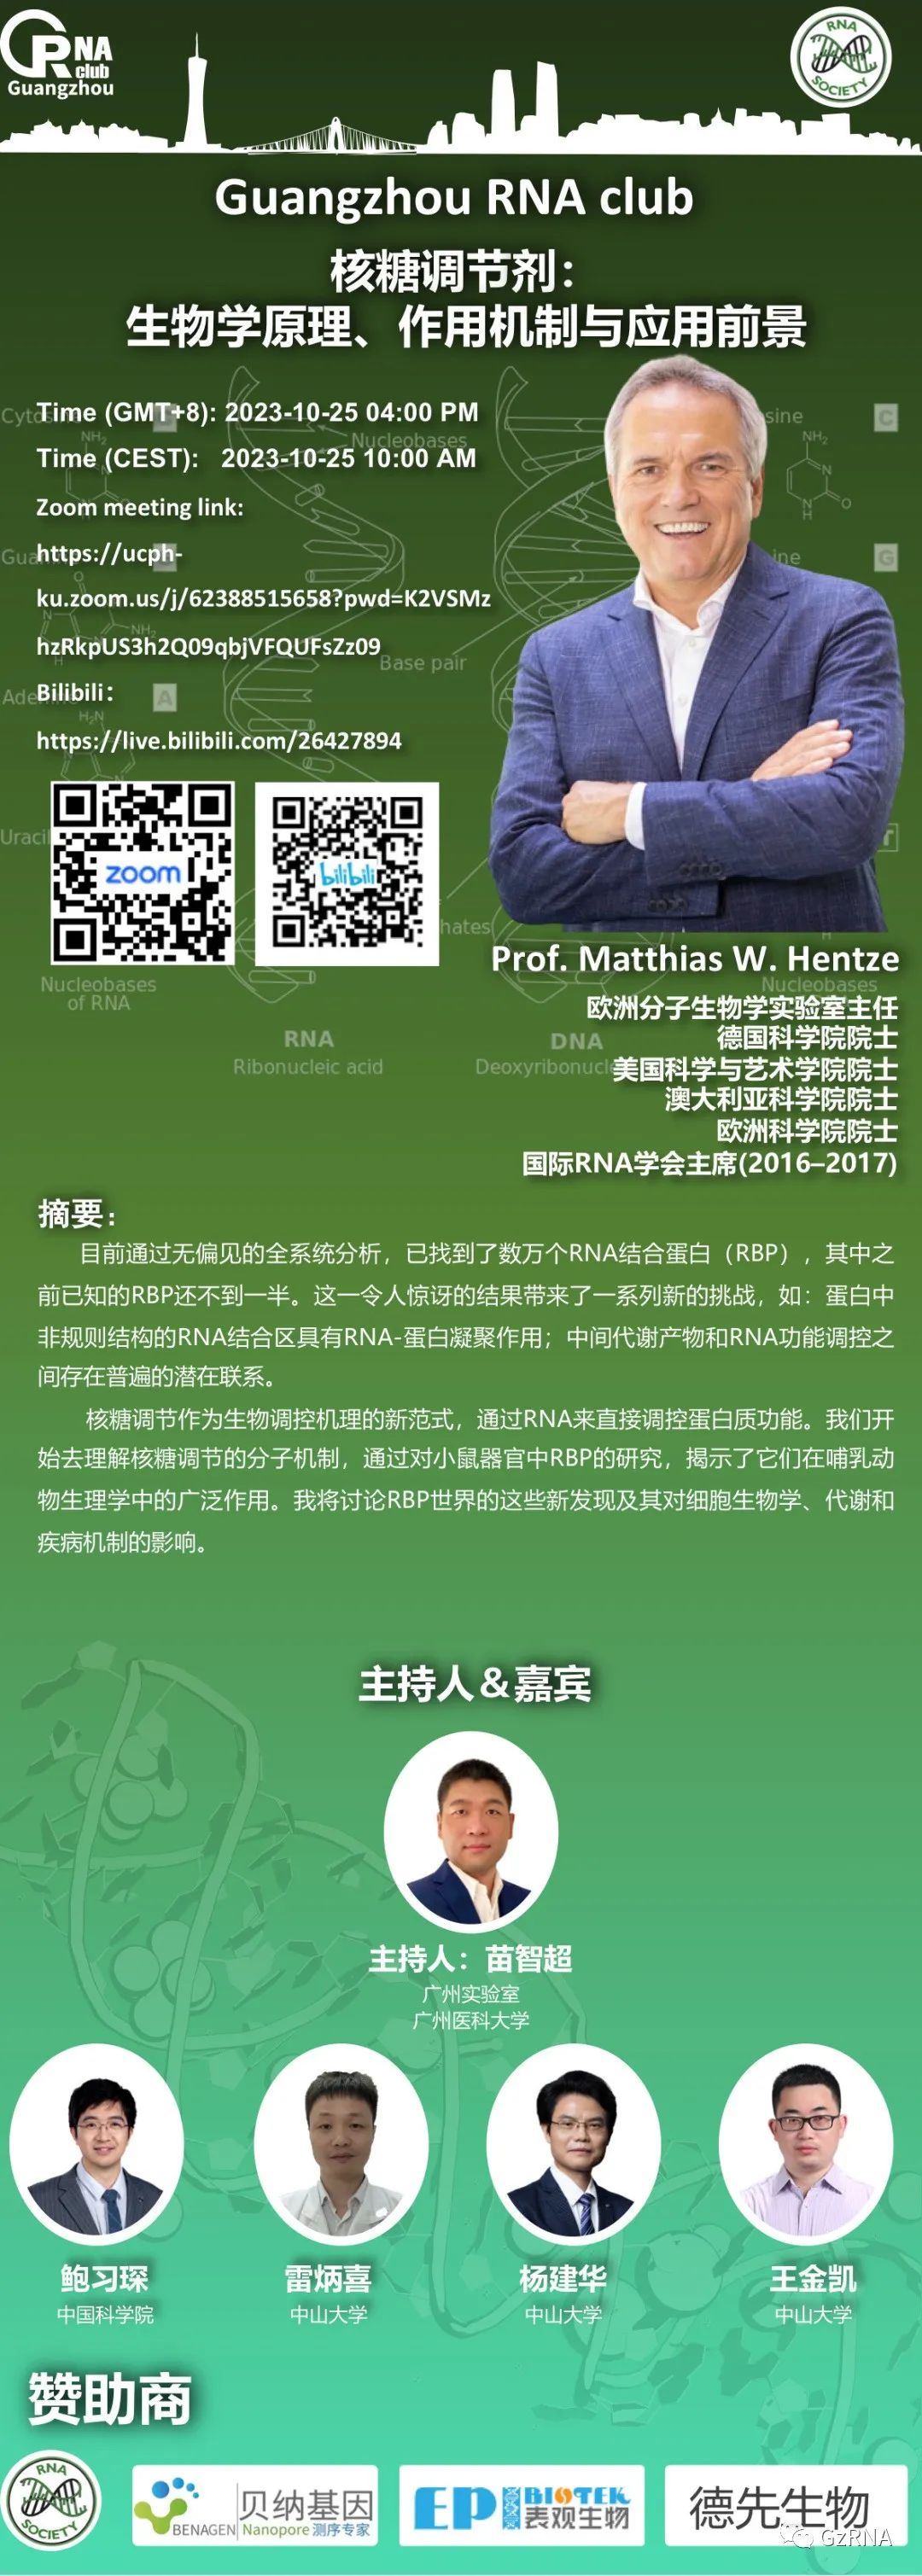 RNA
club
Guangzhou
RNA
SOCIETY
Guangzhou RNA club
核糖调节剂：
生物学原理、作用机制与应用前景
Time (GMT+8): 2023-10-25 04:00 PM
Time (CEST): 2023-10-25 10:00 AM
Zoom meeting link:
https://ucph-
ku.zoom.us/j/62388515658?pwd=K2VSMz
hzRkpUS3h2Q09qbjVFQUFsZz09
Bilibili：
https://live.bilibili.com/26427894
Nucleobases
Base pair
C
G
A
NH₂
H₂N
Uracil
zoom
bilibili
Nucleobases
of RNA
Nucleobases
RNA
Ribonucleic acid
DNA
Prof. Matthias W. Hentze
欧洲分子生物学实验室主任
德国科学院院士
美国科学与艺术学院院士
澳大利亚科学院院士
欧洲科学院院士
国际RNA学会主席(2016–2017)
摘要：
目前通过无偏见的全系统分析，已找到了数万个RNA结合蛋白（RBP），其中之
前已知的RBP还不到一半。这一令人惊讶的结果带来了一系列新的挑战，如：蛋白中
非规则结构的RNA结合区具有RNA-蛋白凝聚作用；中间代谢产物和RNA功能调控之
间存在普遍的潜在联系。
核糖调节作为生物调控机理的新范式，通过RNA来直接调控蛋白质功能。我们开
始去理解核糖调节的分子机制，通过对小鼠器官中RBP的研究，揭示了它们在哺乳动
物生理学中的广泛作用。我将讨论RBP世界的这些新发现及其对细胞生物学、代谢和
疾病机制的影响。
主持人＆嘉宾
主持人：苗智超
广州实验室
广州医科大学
鲍习琛
中国科学院
雷炳喜
中山大学
杨建华
中山大学
王金凯
中山大学
赞助商
RNA
SOCIETY
贝纳基因
BENAGEN Nanopore 测序专家
EPI BIOTEK
表观生物
德先生物
GzRNA